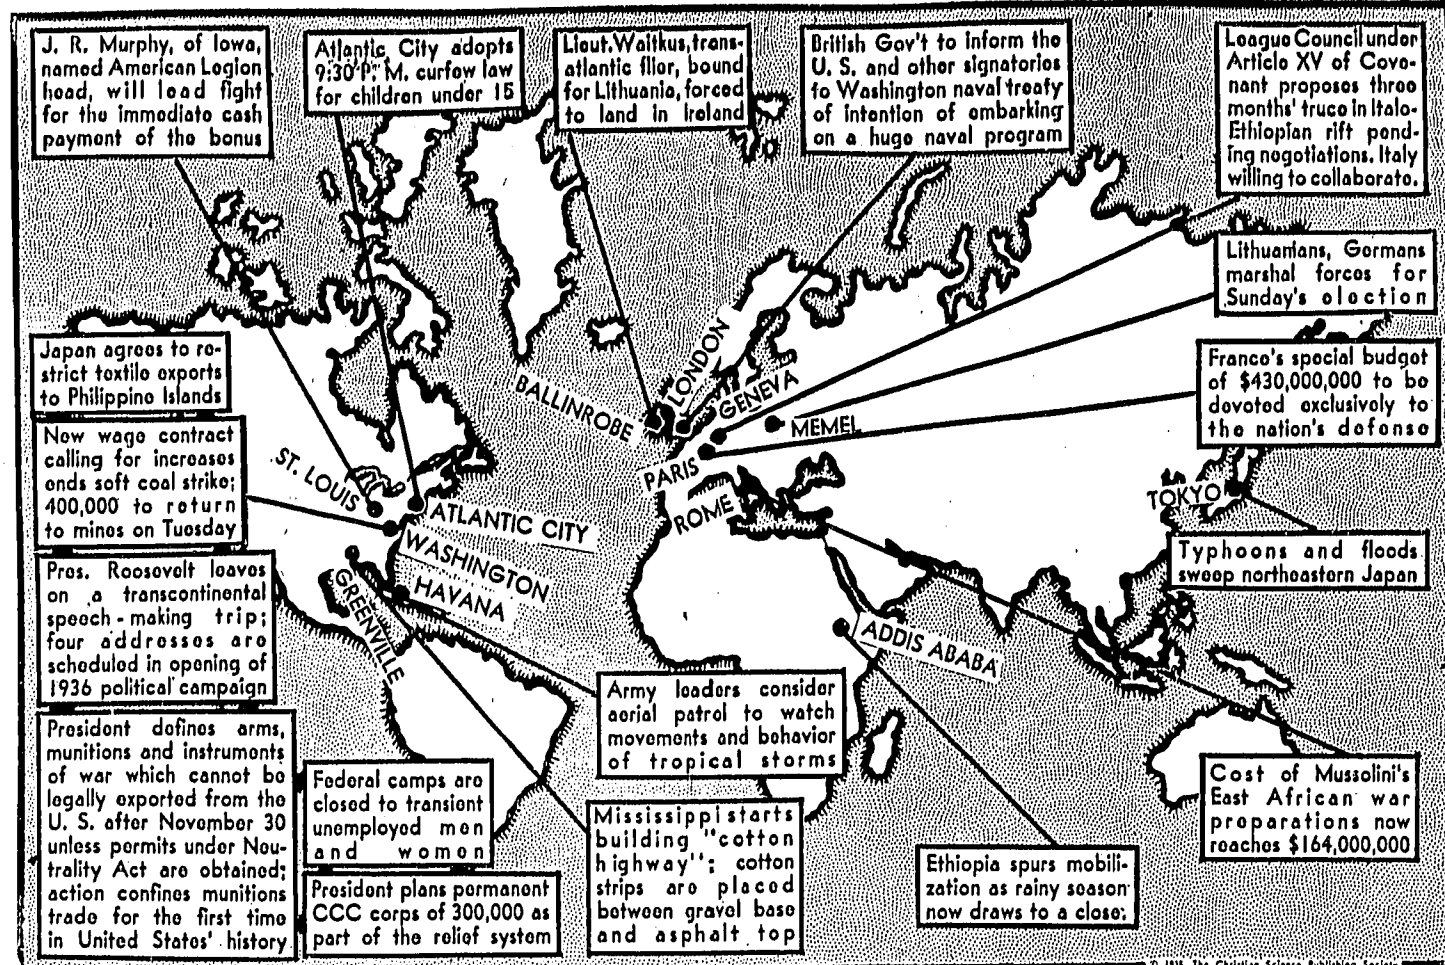 J. R. Murphy, of Iowa,
named American Legion
head, will lead fight
for the immediate cash
payment of the bonus
Atlantic City adopts
9:30 P. M. curfew law
for children under 15
Lieut. Waitkus, trans-
atlantic flier, bound
for Lithuania, forced
to land in Ireland
British Gov't to inform the
U. S. and other signatories
to Washington naval treaty
of intention of embarking
on a huge naval program
League Council under
Article XV of Cove-
nant proposes three
months' truce in Italo-
Ethiopian rift pend-
ing negotiations. Italy
willing to collaborate.
Lithuanians, Germans
marshal forces for
Sunday's election
France's special budget
of $430,000,000 to be
devoted exclusively to
the nation's defense
Japan agrees to re-
strict textile exports
to Philippine Islands
New wage contract
calling for increases
ends soft coal strike;
400,000 to return
to mines on Tuesday
Pres. Roosevelt leaves
on a transcontinental
speech-making trip;
four addresses are
scheduled in opening of
1936 political campaign
President defines arms,
munitions and instruments
of war which cannot be
legally exported from the
U. S. after November 30
unless permits under Neu-
trality Act are obtained;
action confines munitions
trade for the first time
in United States' history
Federal camps are
closed to transient
unemployed men
and women
President plans permanent
CCC corps of 300,000 as
part of the relief system
Army leaders consider
aerial patrol to watch
movements and behavior
of tropical storms
Mississippi starts
building "cotton
highway"; cotton
strips are placed
between gravel base
and asphalt top
Ethiopia spurs mobili-
zation as rainy season
now draws to a close.
Typhoons and floods
sweep northeastern Japan
Cost of Mussolini's
East African war
preparations now
reaches $164,000,000
BALLINROBE
LONDON
GENEVA
MEMEL
PARIS
ROME
TOKYO
ST. LOUIS
ATLANTIC CITY
WASHINGTON
HAVANA
GREENVILLE
ADDIS ABABA
The Christian Science Publishing Society